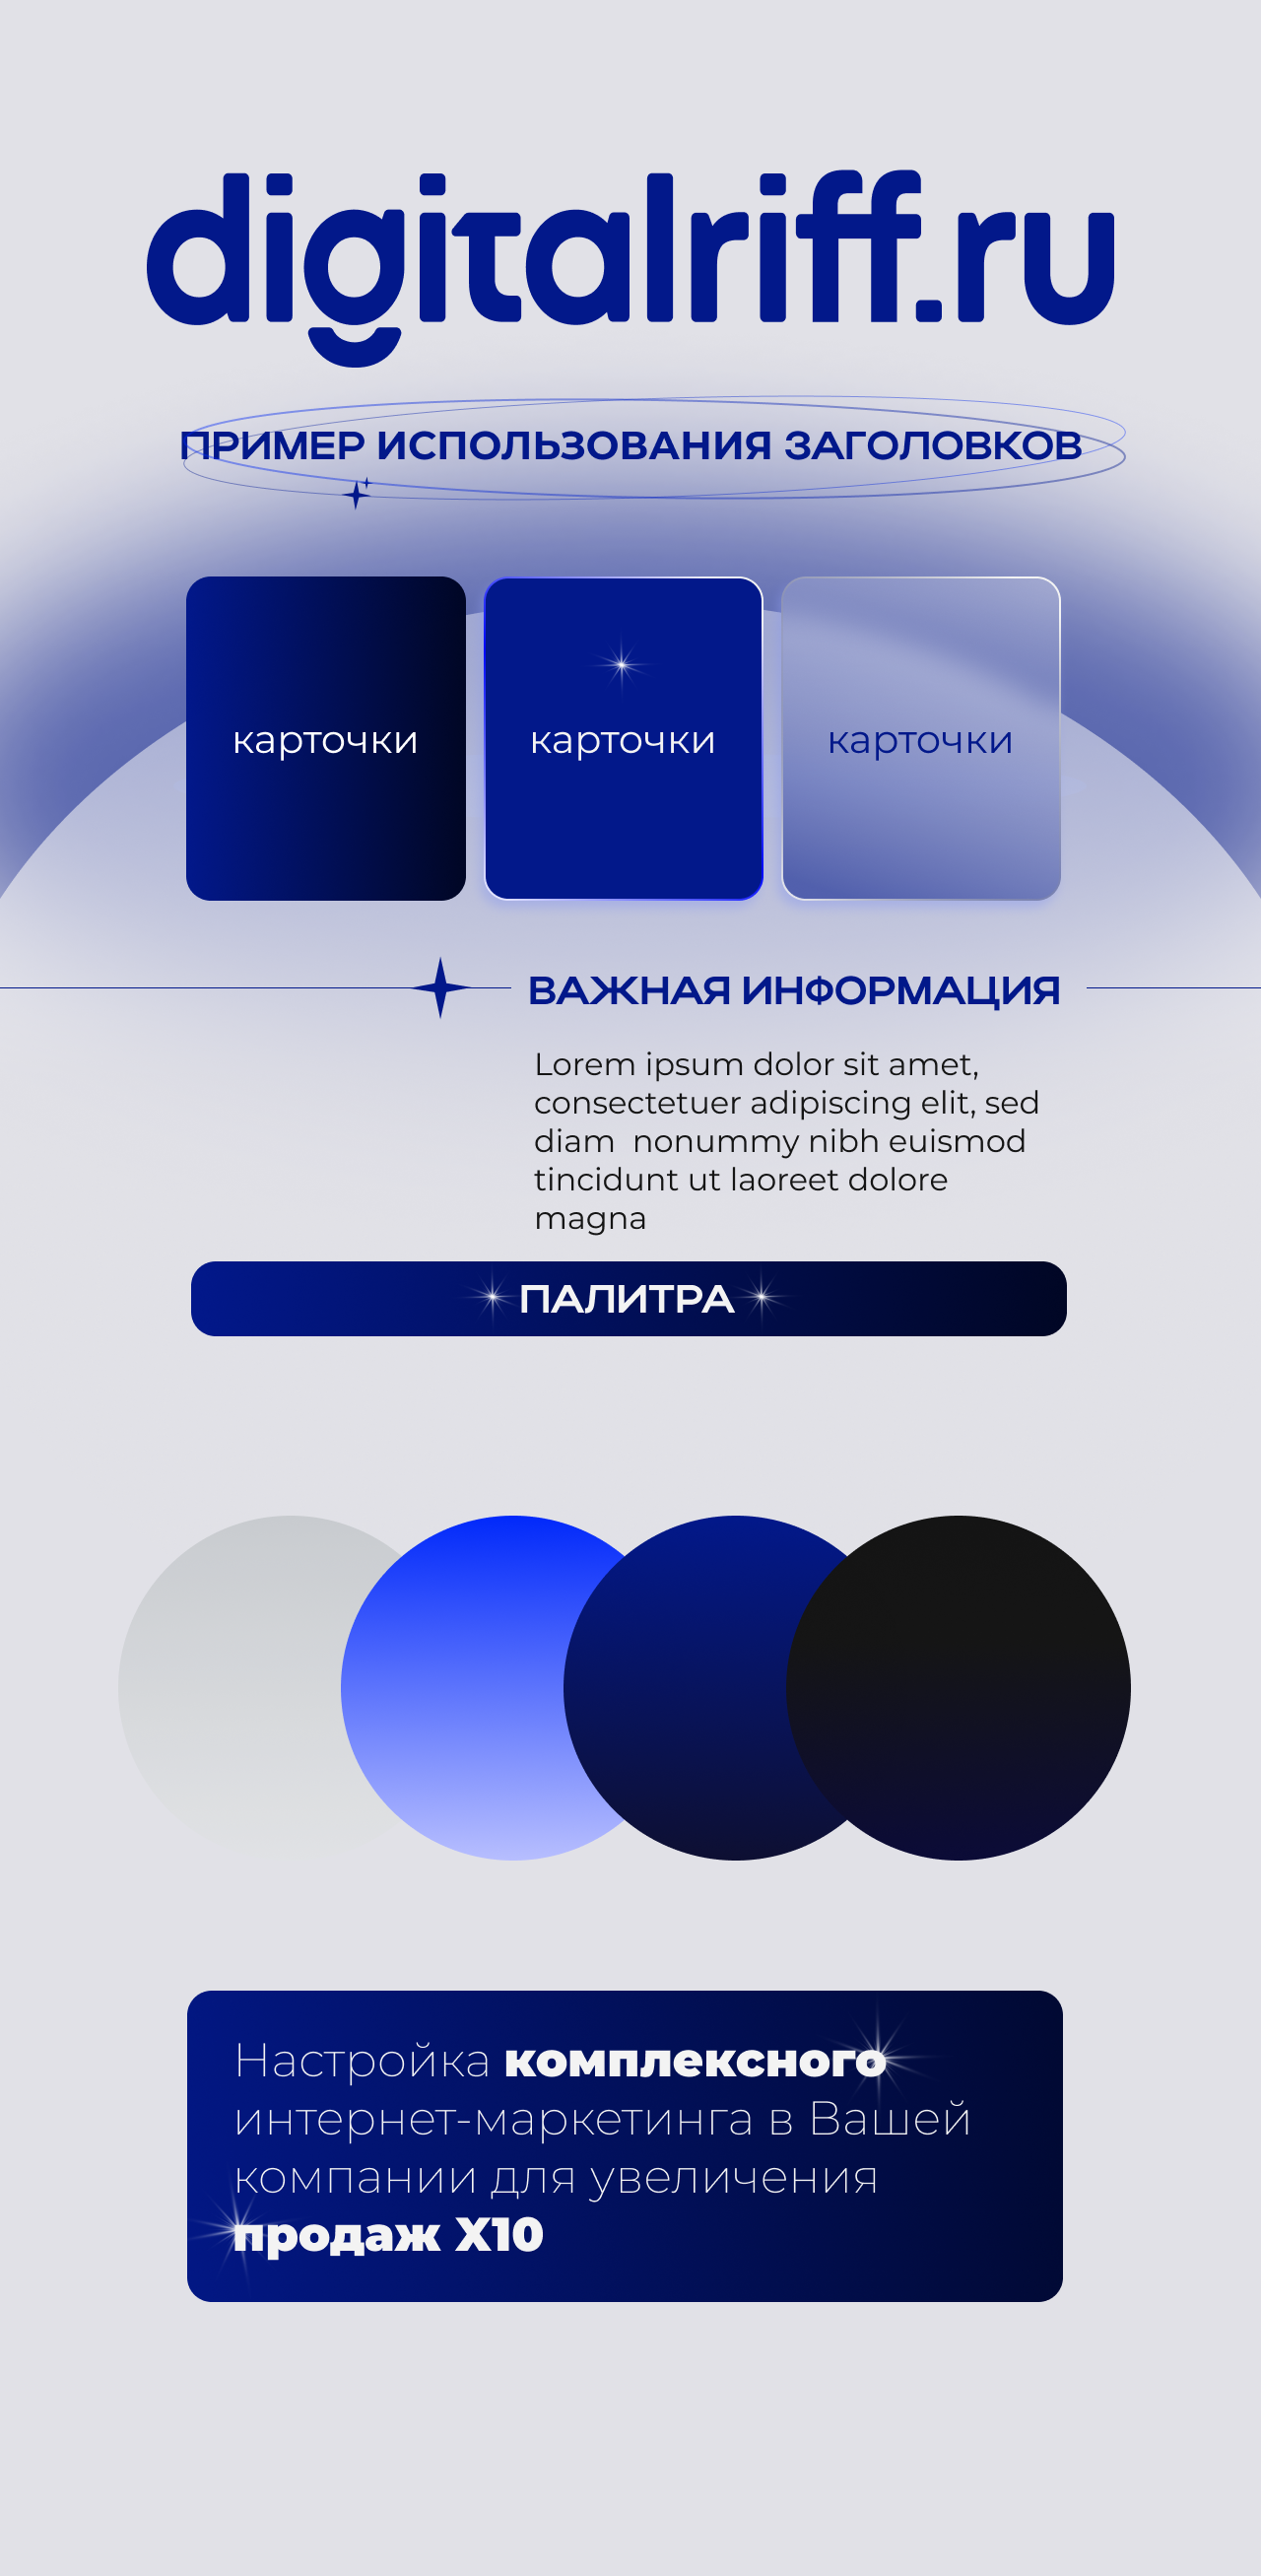 digitalriff.ru
ПРИМЕР ИСПОЛЬЗОВАНИЯ ЗАГОЛОВКОВ
карточки
карточки
карточки
ВАЖНАЯ ИНФОРМАЦИЯ
Lorem ipsum dolor sit amet,
consectetuer adipiscing elit, sed
diam  nonummy nibh euismod
tincidunt ut laoreet dolore
magna
ПАЛИТРА
Настройка комплексного
интернет-маркетинга в Вашей
компании для увеличения
продаж X10